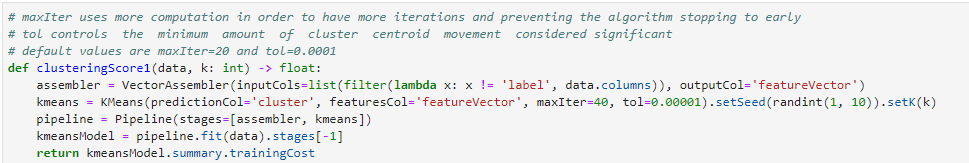 # maxIter uses more computation in order to have more iterations and preventing the algorithm stopping to early
# tol controls the minimum amount of cluster centroid movement considered significant
# default values are maxIter=20 and tol=0.0001
def clusteringScore1(data, k: int) -> float:
    assembler = VectorAssembler(inputCols=list(filter(lambda x: x != 'label', data.columns)), outputCol='featureVector')
    kmeans = KMeans(predictionCol='cluster', featuresCol='featureVector', maxIter=40, tol=0.00001).setSeed(randint(1, 10)).setK(k)
    pipeline = Pipeline(stages=[assembler, kmeans])
    kmeansModel = pipeline.fit(data).stages[-1]
    return kmeansModel.summary.trainingCost